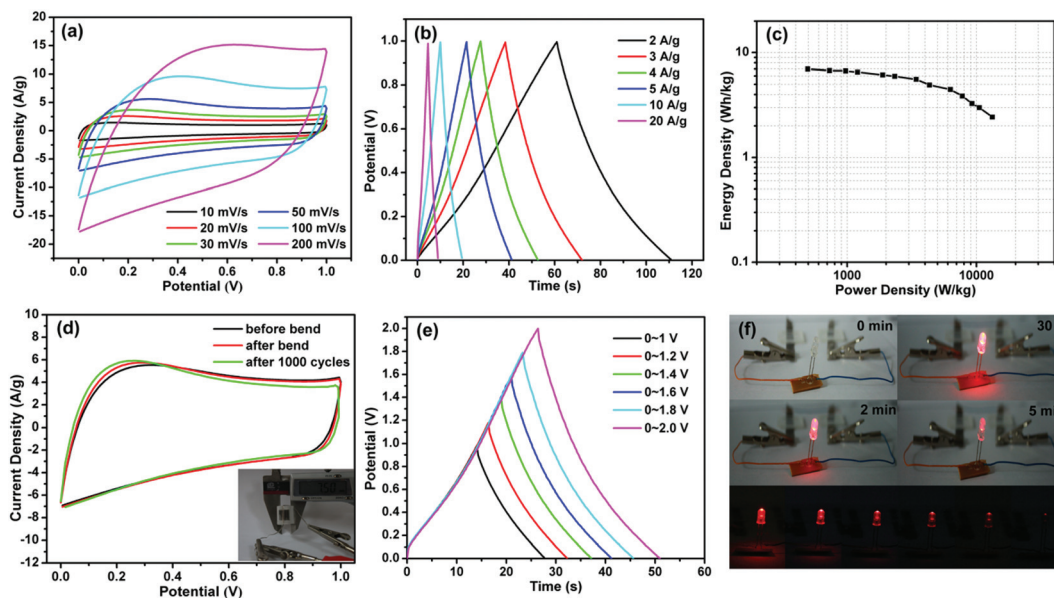 (a)
Current Density (A/g)
20
15
10
5
0
-5
-10
-15
-20
10 mV/s
20 mV/s
30 mV/s
50 mV/s
100 mV/s
200 mV/s
0.0 0.2 0.4 0.6 0.8 1.0
Potential (V)
(b)
Potential (V)
1.0
0.8
0.6
0.4
0.2
0.0
2 A/g
3 A/g
4 A/g
5 A/g
10 A/g
20 A/g
0 20 40 60 80 100 120
Time (s)
(c)
Energy Density (Wh/kg)
10
1
0.1
1000 10000
Power Density (W/kg)
(d)
Current Density (A/g)
10
8
6
4
2
0
-2
-4
-6
-8
-10
-12
before bend
after bend
after 1000 cycles
0.0 0.2 0.4 0.6 0.8 1.0
Potential (V)
(e)
Potential (V)
2.0
1.8
1.6
1.4
1.2
1.0
0.8
0.6
0.4
0.2
0.0
0~1 V
0~1.2 V
0~1.4 V
0~1.6 V
0~1.8 V
0~2.0 V
0 10 20 30 40 50 60
Time (s)
(f)
0 min
30
2 min
5 m